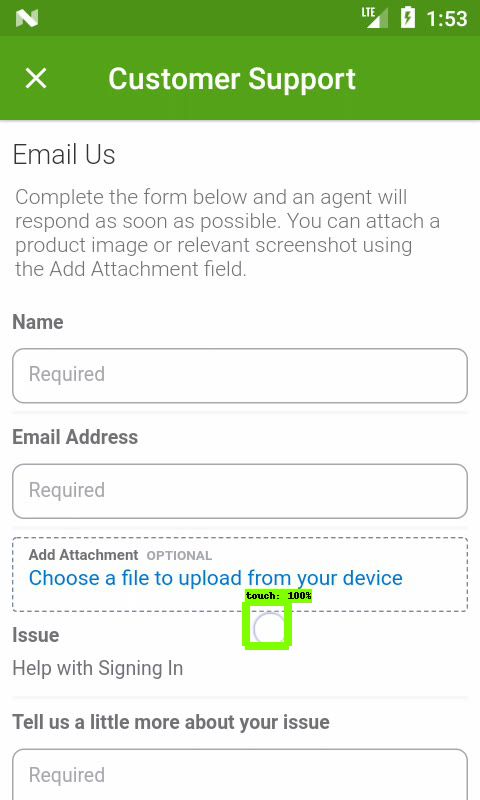 LTE 1:53
Customer Support
Email Us
Complete the form below and an agent will
respond as soon as possible. You can attach a
product image or relevant screenshot using
the Add Attachment field.
Name
Required
Email Address
Required
Add Attachment OPTIONAL
Choose a file to upload from your device
touch: 100%
Issue
Help with Signing In
Tell us a little more about your issue
Required